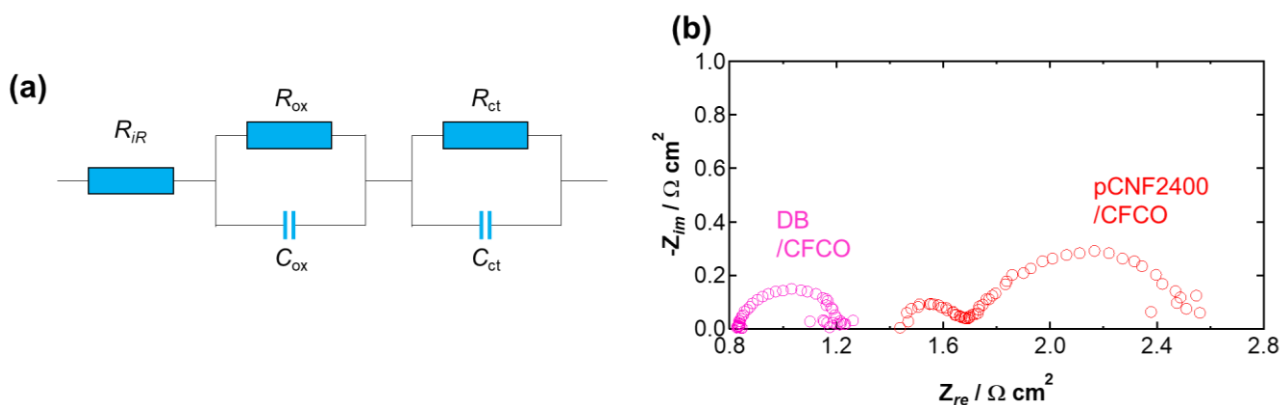 (a)
R_iR
R_ox
R_ct
C_ox
C_ct
(b)
-Z_im / Ω cm²
1.0
0.8
0.6
0.4
0.2
0.0
DB
/CFCO
pCNF2400
/CFCO
0.8 1.2 1.6 2.0 2.4 2.8
Z_re / Ω cm²